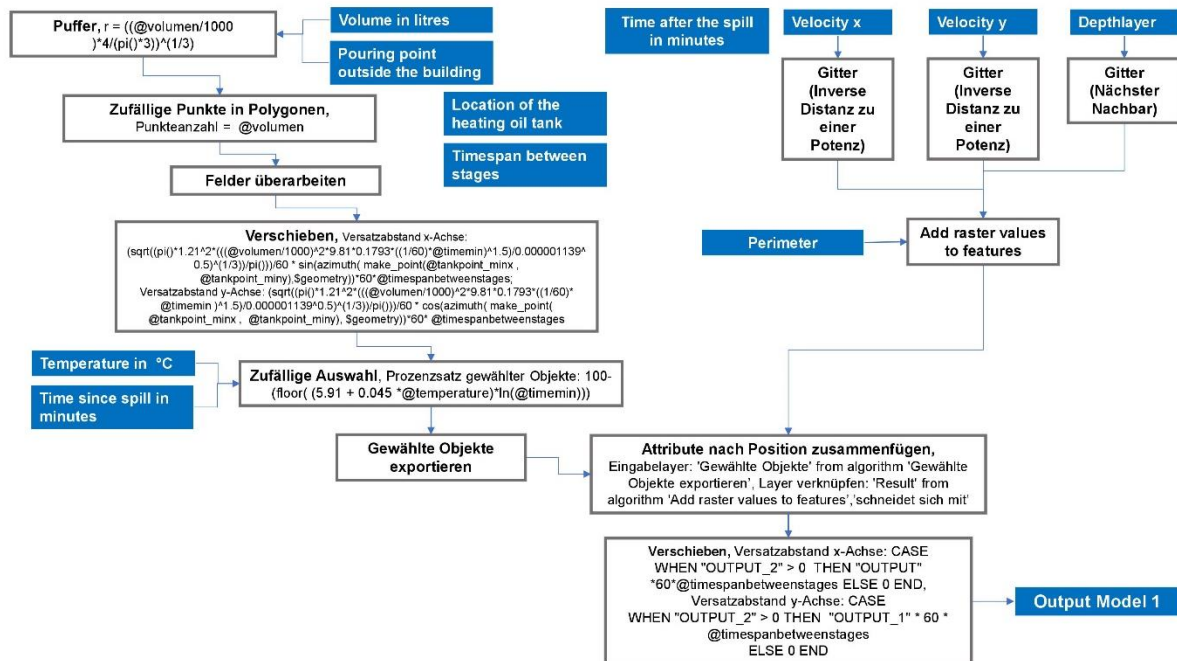 Puffer, r = ((@volumen/1000
)*4/(pi()*3))^(1/3)
Volume in litres
Pouring point
outside the building
Zufällige Punkte in Polygonen,
Punkteanzahl = @volumen
Location of the
heating oil tank
Timespan between
stages
Felder überarbeiten
Verschieben, Versatzabstand x-Achse:
(sqrt((pi()*1.21^2*(((@volumen/1000)^2*9.81*0.1793*((1/60)*@timemin)^1.5)/0.000001139^
0.5)^(1/3))/pi()))/60 * sin(azimuth( make_point(@tankpoint_minx ,
@tankpoint_miny),$geometry))*60*@timespanbetweenstages;
Versatzabstand y-Achse: (sqrt((pi()*1.21^2*(((@volumen/1000)^2*9.81*0.1793*((1/60)*
@timemin )^1.5)/0.000001139^0.5)^(1/3))/pi()))/60 * cos(azimuth( make_point(
@tankpoint_minx , @tankpoint_miny), $geometry))*60* @timespanbetweenstages
Temperature in °C
Time since spill in
minutes
Zufällige Auswahl, Prozenzsatz gewählter Objekte: 100-
(floor( (5.91 + 0.045 *@temperature)*ln(@timemin)))
Gewählte Objekte
exportieren
Time after the spill
in minutes
Velocity x
Velocity y
Depthlayer
Gitter
(Inverse
Distanz zu
einer
Potenz)
Gitter
(Inverse
Distanz zu
einer
Potenz)
Gitter
(Nächster
Nachbar)
Perimeter
Add raster values
to features
Attribute nach Position zusammenfügen,
Eingabelayer: 'Gewählte Objekte' from algorithm 'Gewählte
Objekte exportieren', Layer verknüpfen: 'Result' from
algorithm 'Add raster values to features','schneidet sich mit'
Verschieben, Versatzabstand x-Achse: CASE
WHEN "OUTPUT_2" > 0 THEN "OUTPUT"
*60*@timespanbetweenstages ELSE 0 END,
Versatzabstand y-Achse: CASE
WHEN "OUTPUT_2" > 0 THEN "OUTPUT_1" * 60 *
@timespanbetweenstages
ELSE 0 END
Output Model 1